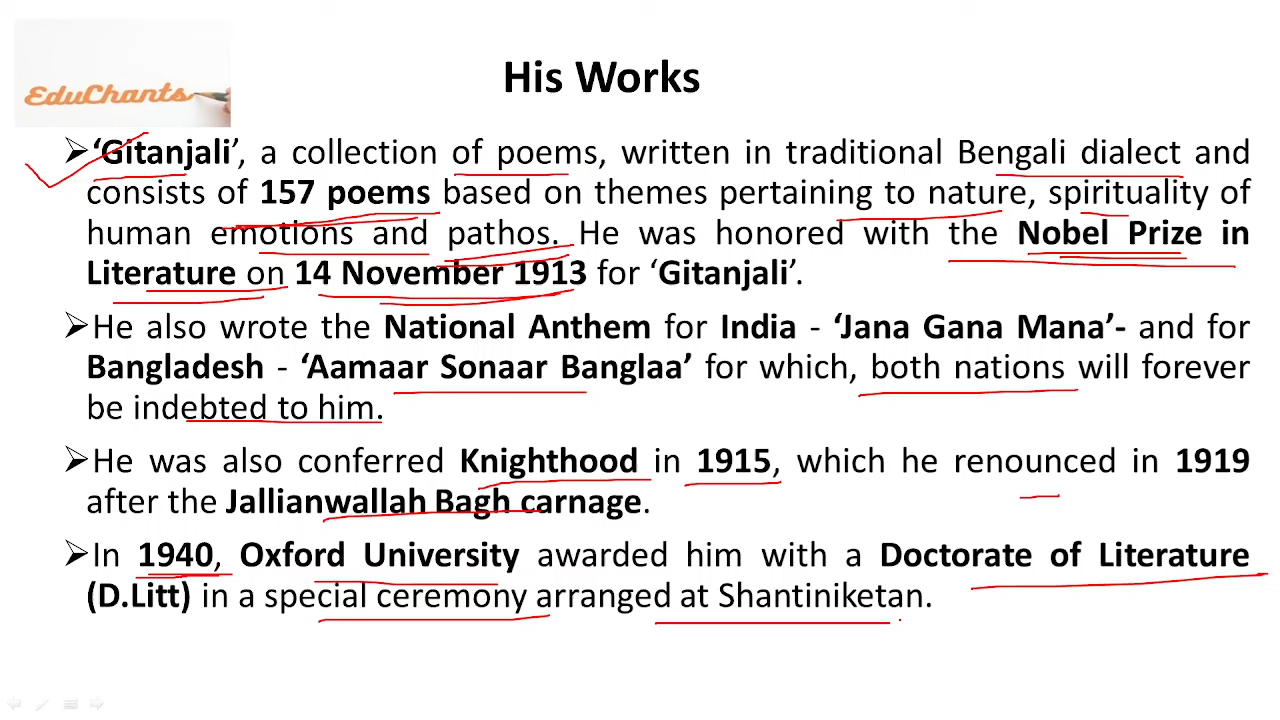 EduChants
His Works
➢‘Gitanjali’, a collection of poems, written in traditional Bengali dialect and
consists of 157 poems based on themes pertaining to nature, spirituality of
human emotions and pathos. He was honored with the Nobel Prize in
Literature on 14 November 1913 for ‘Gitanjali’.
➢He also wrote the National Anthem for India - ‘Jana Gana Mana’- and for
Bangladesh - ‘Aamaar Sonaar Banglaa’ for which, both nations will forever
be indebted to him.
➢He was also conferred Knighthood in 1915, which he renounced in 1919
after the Jallianwallah Bagh carnage.
➢In 1940, Oxford University awarded him with a Doctorate of Literature
(D.Litt) in a special ceremony arranged at Shantiniketan.